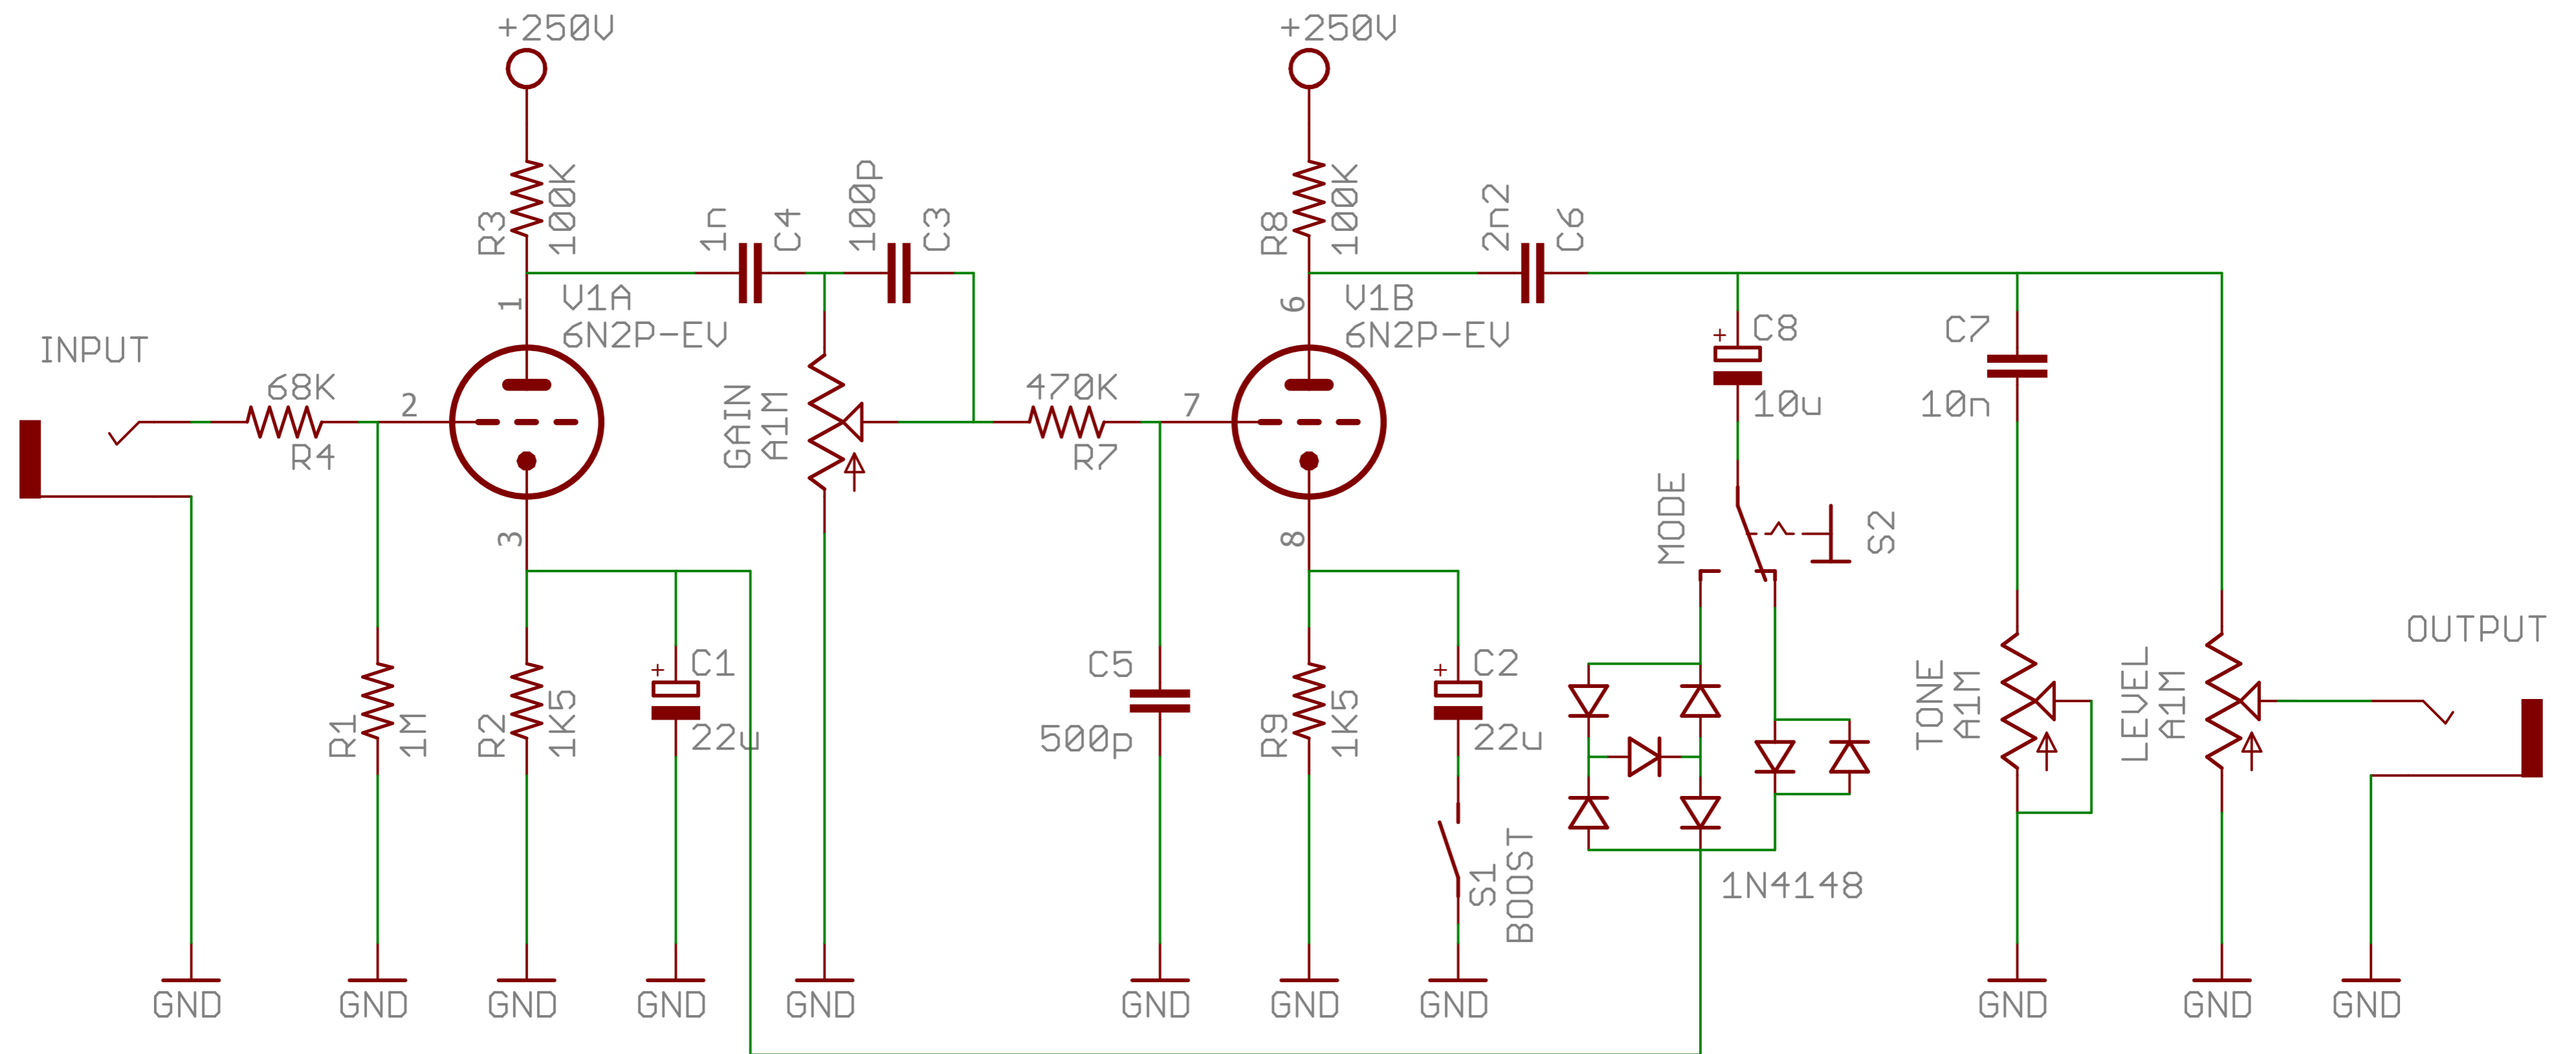 +250V
+250V
R3
100K
1n
C4
100p
C3
R8
100K
2n2
C6
1
V1A
6N2P-EV
6
V1B
6N2P-EV
C8
10u
C7
10n
INPUT
68K
R4
2
GAIN
A1M
470K
R7
7
MODE
S2
3
8
R1
1M
R2
1K5
C1
22u
C5
500p
R9
1K5
C2
22u
S1
BOOST
1N4148
TONE
A1M
LEVEL
A1M
OUTPUT
GND
GND
GND
GND
GND
GND
GND
GND
GND
GND
GND